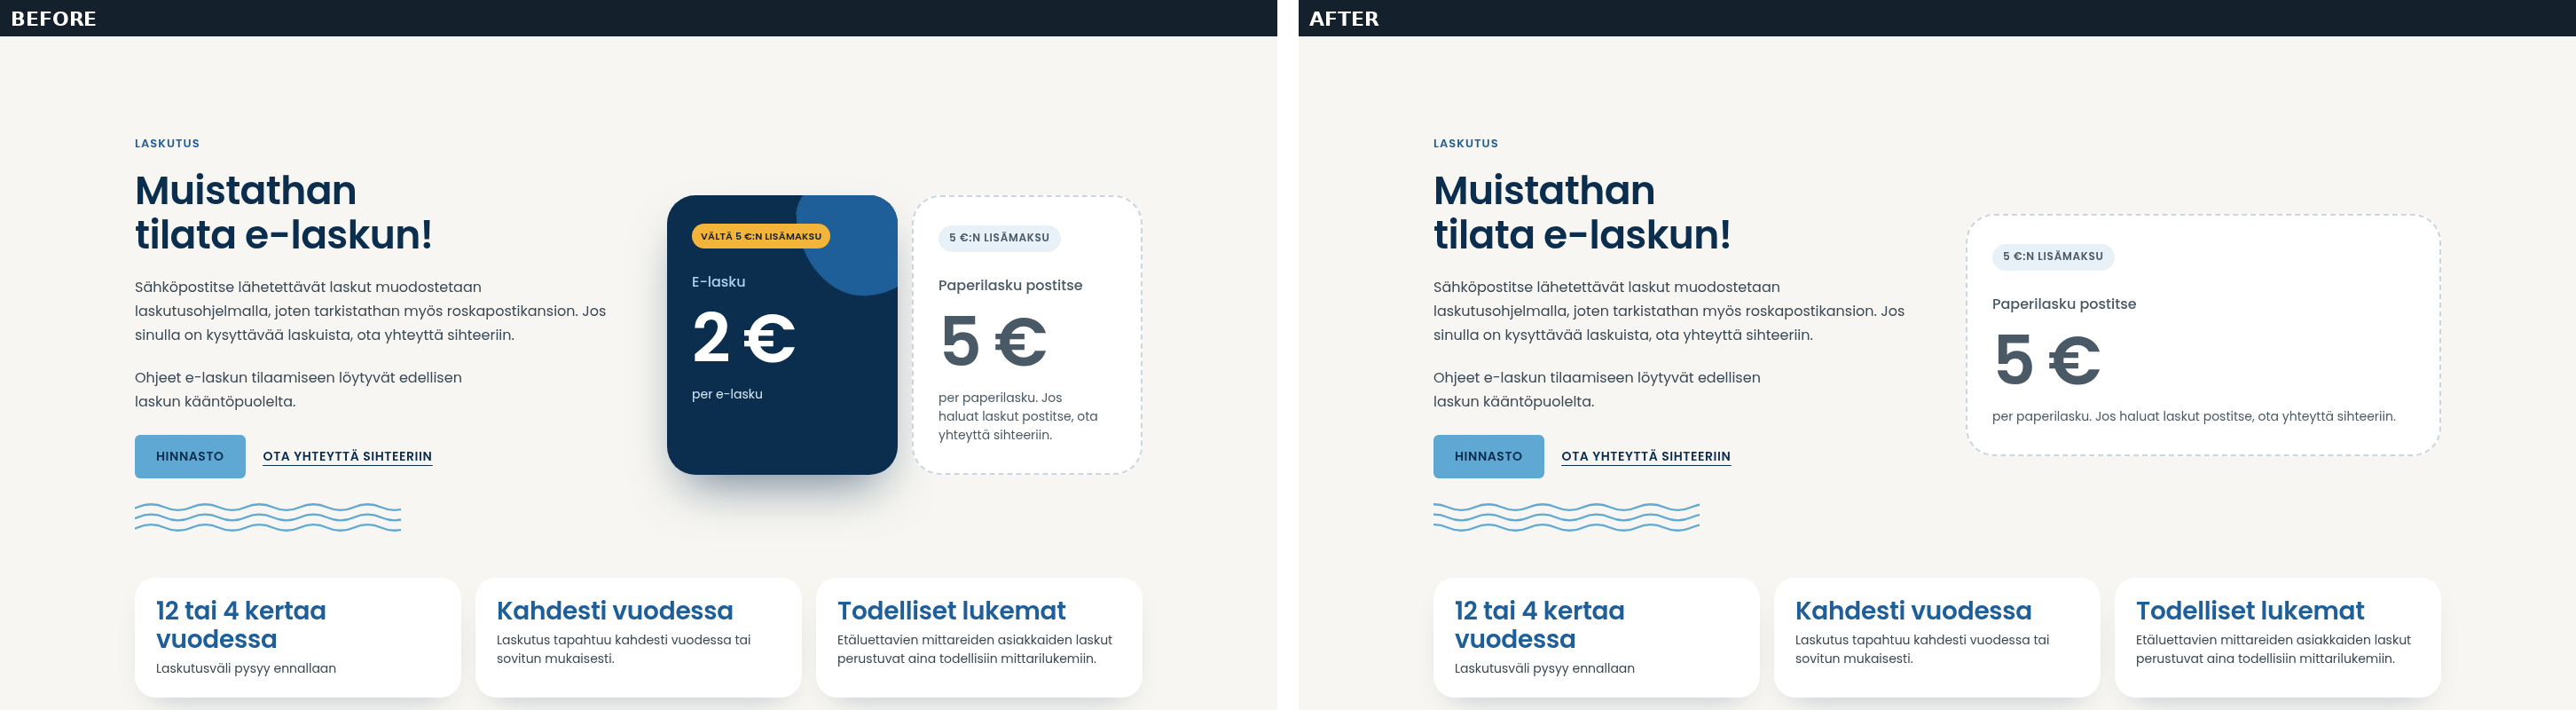 BEFORE
LASKUTUS
Muistathan
tilata e-laskun!
Sähköpostitse lähetettävät laskut muodostetaan
laskutusohjelmalla, joten tarkistathan myös roskapostikansion. Jos
sinulla on kysyttävää laskuista, ota yhteyttä sihteeriin.
Ohjeet e-laskun tilaamiseen löytyvät edellisen
laskun kääntöpuolelta.
HINNASTO
OTA YHTEYTTÄ SIHTEERIIN
VÄLTÄ 5 €:N LISÄMAKSU
E-lasku
2 €
per e-lasku
5 €:N LISÄMAKSU
Paperilasku postitse
5 €
per paperilasku. Jos
haluat laskut postitse, ota
yhteyttä sihteeriin.
12 tai 4 kertaa
vuodessa
Laskutusväli pysyy ennallaan
Kahdesti vuodessa
Laskutus tapahtuu kahdesti vuodessa tai
sovitun mukaisesti.
Todelliset lukemat
Etäluettavien mittareiden asiakkaiden laskut
perustuvat aina todellisiin mittarilukemiin.
AFTER
LASKUTUS
Muistathan
tilata e-laskun!
Sähköpostitse lähetettävät laskut muodostetaan
laskutusohjelmalla, joten tarkistathan myös roskapostikansion. Jos
sinulla on kysyttävää laskuista, ota yhteyttä sihteeriin.
Ohjeet e-laskun tilaamiseen löytyvät edellisen
laskun kääntöpuolelta.
HINNASTO
OTA YHTEYTTÄ SIHTEERIIN
5 €:N LISÄMAKSU
Paperilasku postitse
5 €
per paperilasku. Jos haluat laskut postitse, ota yhteyttä sihteeriin.
12 tai 4 kertaa
vuodessa
Laskutusväli pysyy ennallaan
Kahdesti vuodessa
Laskutus tapahtuu kahdesti vuodessa tai
sovitun mukaisesti.
Todelliset lukemat
Etäluettavien mittareiden asiakkaiden laskut
perustuvat aina todellisiin mittarilukemiin.